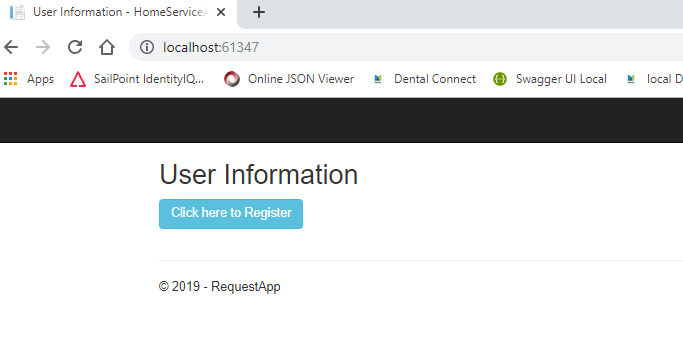 User Information - HomeServiceA
localhost:61347
Apps SailPoint IdentityIQ... Online JSON Viewer Dental Connect Swagger UI Local local D
User Information
Click here to Register
© 2019 - RequestApp